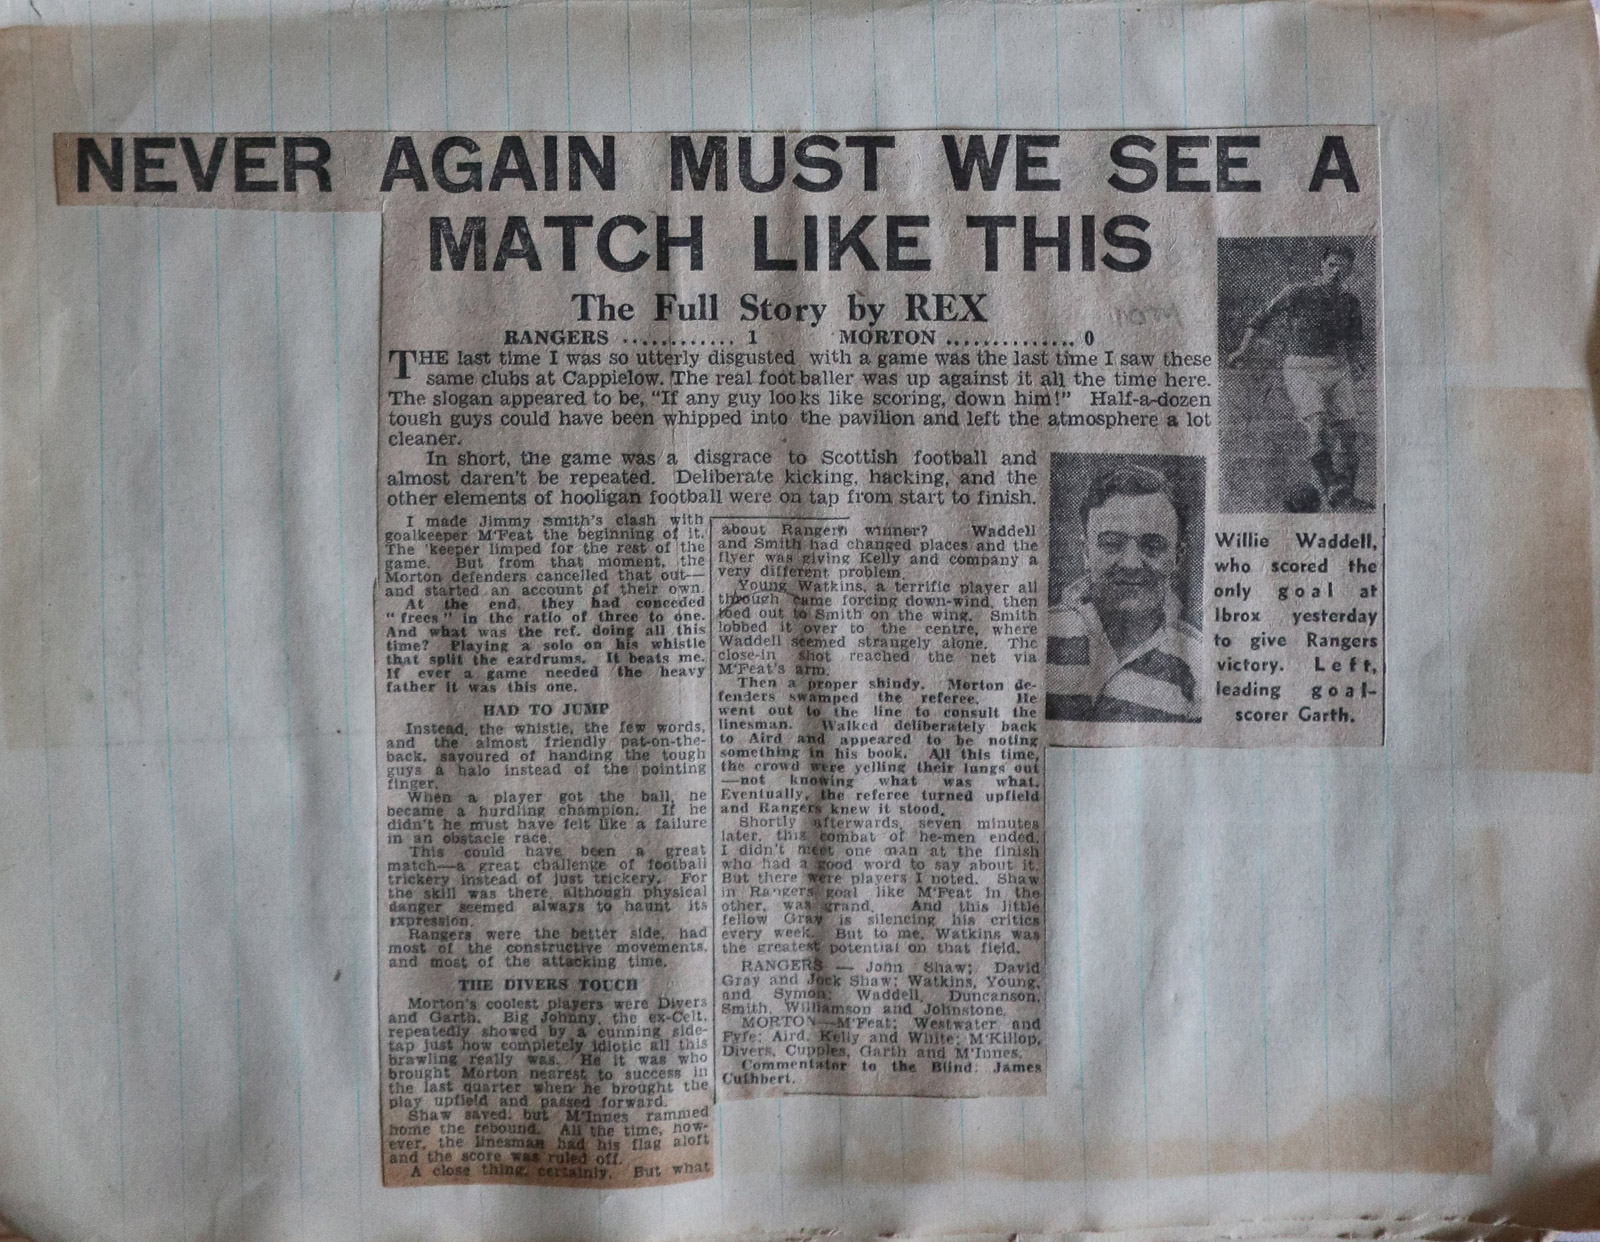 NEVER AGAIN MUST WE SEE A
MATCH LIKE THIS
The Full Story by REX
RANGERS ............ 1 MORTON .............. 0
THE last time I was so utterly disgusted with a game was the last time I saw these
same clubs at Cappielow. The real footballer was up against it all the time here.
The slogan appeared to be, "If any guy looks like scoring, down him!" Half-a-dozen
tough guys could have been whipped into the pavilion and left the atmosphere a lot
cleaner.
In short, the game was a disgrace to Scottish football and
almost daren't be repeated. Deliberate kicking, hacking, and the
other elements of hooligan football were on tap from start to finish.
I made Jimmy Smith's clash with
goalkeeper M'Feat the beginning of it.
The 'keeper limped for the rest of the
game. But from that moment, the
Morton defenders cancelled that out—
and started an account of their own.
At the end, they had conceded
"frees" in the ratio of three to one.
And what was the ref. doing all this
time? Playing a solo on his whistle
that split the eardrums. It beats me.
If ever a game needed the heavy
father it was this one.
HAD TO JUMP
Instead, the whistle, the few words,
and the almost friendly pat-on-the-
back, savoured of handing the tough
guys a halo instead of the pointing
finger.
When a player got the ball, he
became a hurdling champion. If he
didn't he must have felt like a failure
in an obstacle race.
This could have been a great
match—a great challenge of football
trickery instead of just trickery. For
the skill was there, although physical
danger seemed always to haunt its
expression.
Rangers were the better side, had
most of the constructive movements,
and most of the attacking time.
THE DIVERS TOUCH
Morton's coolest players were Divers
and Garth. Big Johnny, the ex-Celt,
repeatedly showed by a cunning side-
tap just how completely idiotic all this
brawling really was. He it was who
brought Morton nearest to success in
the last quarter when he brought the
play upfield and passed forward.
Shaw saved, but M'Innes rammed
home the rebound. All the time, how-
ever, the linesman had his flag aloft
and the score was ruled off.
A close thing, certainly. But what
about Rangers winner? Waddell
and Smith had changed places and the
flyer was giving Kelly and company a
very different problem.
Young Watkins, a terrific player all
through came forcing down-wind, then
toed out to Smith on the wing. Smith
lobbed it over to the centre, where
Waddell seemed strangely alone. The
close-in shot reached the net via
M'Feat's arm.
Then a proper shindy. Morton de-
fenders swamped the referee. He
went out to the line to consult the
linesman. Walked deliberately back
to Aird and appeared to be noting
something in his book. All this time,
the crowd were yelling their lungs out
—not knowing what was what.
Eventually, the referee turned upfield
and Rangers knew it stood.
Shortly afterwards, seven minutes
later, this combat of he-men ended.
I didn't meet one man at the finish
who had a good word to say about it.
But there were players I noted. Shaw
in Rangers goal like M'Feat in the
other, was grand. And this little
fellow Gray is silencing his critics
every week. But to me, Watkins was
the greatest potential on that field.
RANGERS — John Shaw; David
Gray and Jock Shaw; Watkins, Young,
and Symon; Waddell, Duncanson,
Smith, Williamson and Johnstone.
MORTON—M'Feat; Westwater and
Fyfe; Aird, Kelly and White; M'Killop,
Divers, Cupples, Garth and M'Innes.
Commentator to the Blind: James
Cuthbert.
Willie Waddell,
who scored the
only goal at
Ibrox yesterday
to give Rangers
victory. Left,
leading goal-
scorer Garth.